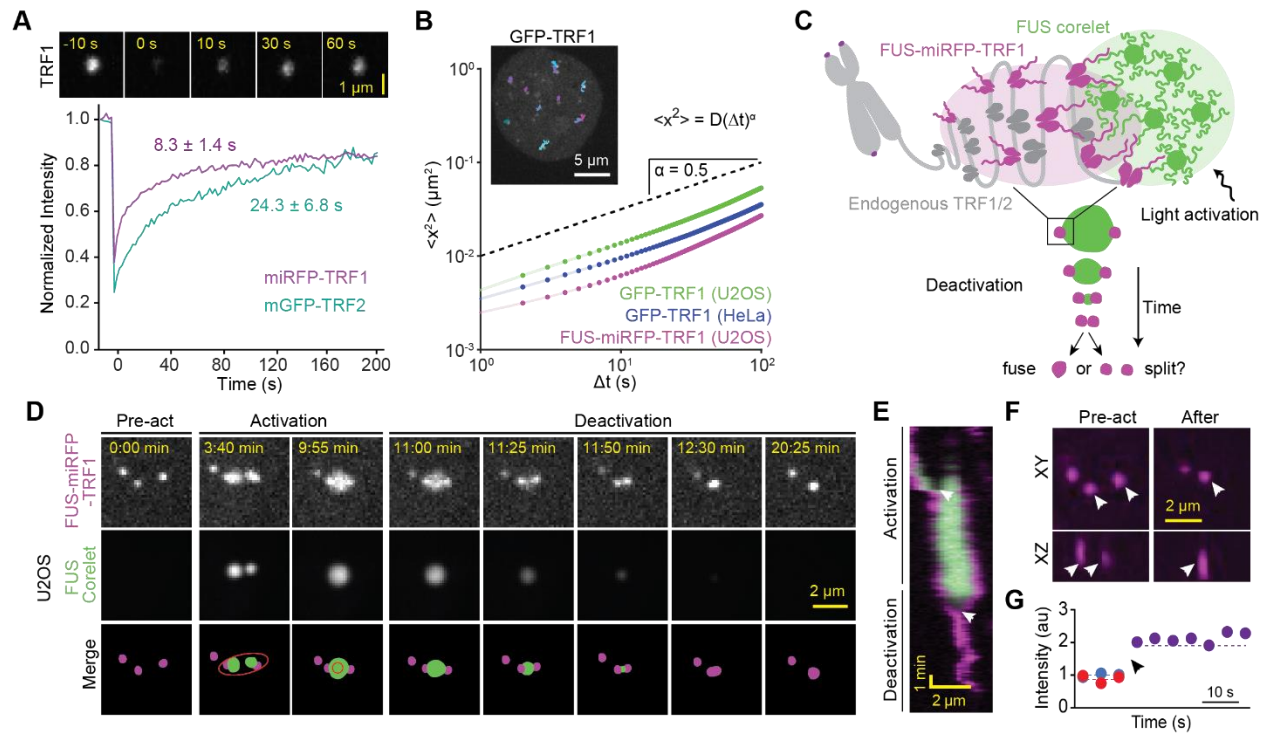 A
TRF1
-10 s
0 s
10 s
30 s
60 s
1 μm
Normalized Intensity
1.0
0.8
0.6
0.4
0.2
0.0
8.3 ± 1.4 s
24.3 ± 6.8 s
miRFP-TRF1
mGFP-TRF2
0
40
80
120
160
200
Time (s)
B
GFP-TRF1
5 μm
<x²> = D(Δt)ᵅ
α = 0.5
<x²> (μm²)
10⁰
10⁻¹
10⁻²
10⁻³
GFP-TRF1 (U2OS)
GFP-TRF1 (HeLa)
FUS-miRFP-TRF1 (U2OS)
10⁰
10¹
10²
Δt (s)
C
FUS corelet
FUS-miRFP-TRF1
Endogenous TRF1/2
Light activation
Deactivation
Time
fuse
or
split?
D
Pre-act
Activation
Deactivation
U2OS
FUS-miRFP
-TRF1
0:00 min
3:40 min
9:55 min
11:00 min
11:25 min
11:50 min
12:30 min
20:25 min
FUS
Corelet
2 μm
Merge
E
Activation
Deactivation
1 min
2 μm
F
Pre-act
After
XY
2 μm
XZ
G
Intensity (au)
3
2
1
0
10 s
Time (s)